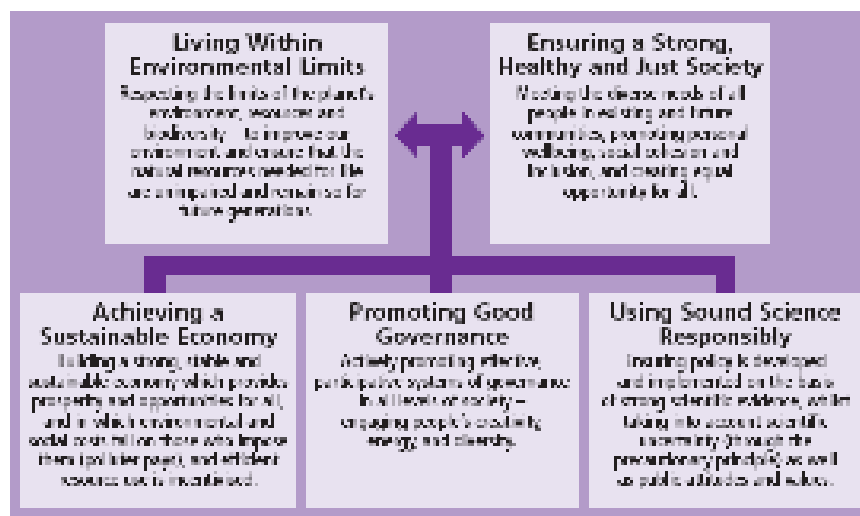 Living Within
Environmental Limits
Respecting the limits of the planet's
environment, resources and
biodiversity – to improve our
environment and ensure that the
natural resources needed for life
are unimpaired and remain so for
future generations.
Ensuring a Strong,
Healthy and Just Society
Meeting the diverse needs of all
people in existing and future
communities, promoting personal
wellbeing, social cohesion and
inclusion, and creating equal
opportunity for all.
Achieving a
Sustainable Economy
Building a strong, stable and
sustainable economy which provides
prosperity and opportunities for all,
and in which environmental and
social costs fall on those who impose
them (polluter pays), and efficient
resource use is incentivised.
Promoting Good
Governance
Actively promoting effective,
participative systems of governance
in all levels of society –
engaging people's creativity,
energy, and diversity.
Using Sound Science
Responsibly
Ensuring policy is developed
and implemented on the basis
of strong scientific evidence, whilst
taking into account scientific
uncertainty (through the
precautionary principle) as well
as public attitudes and values.